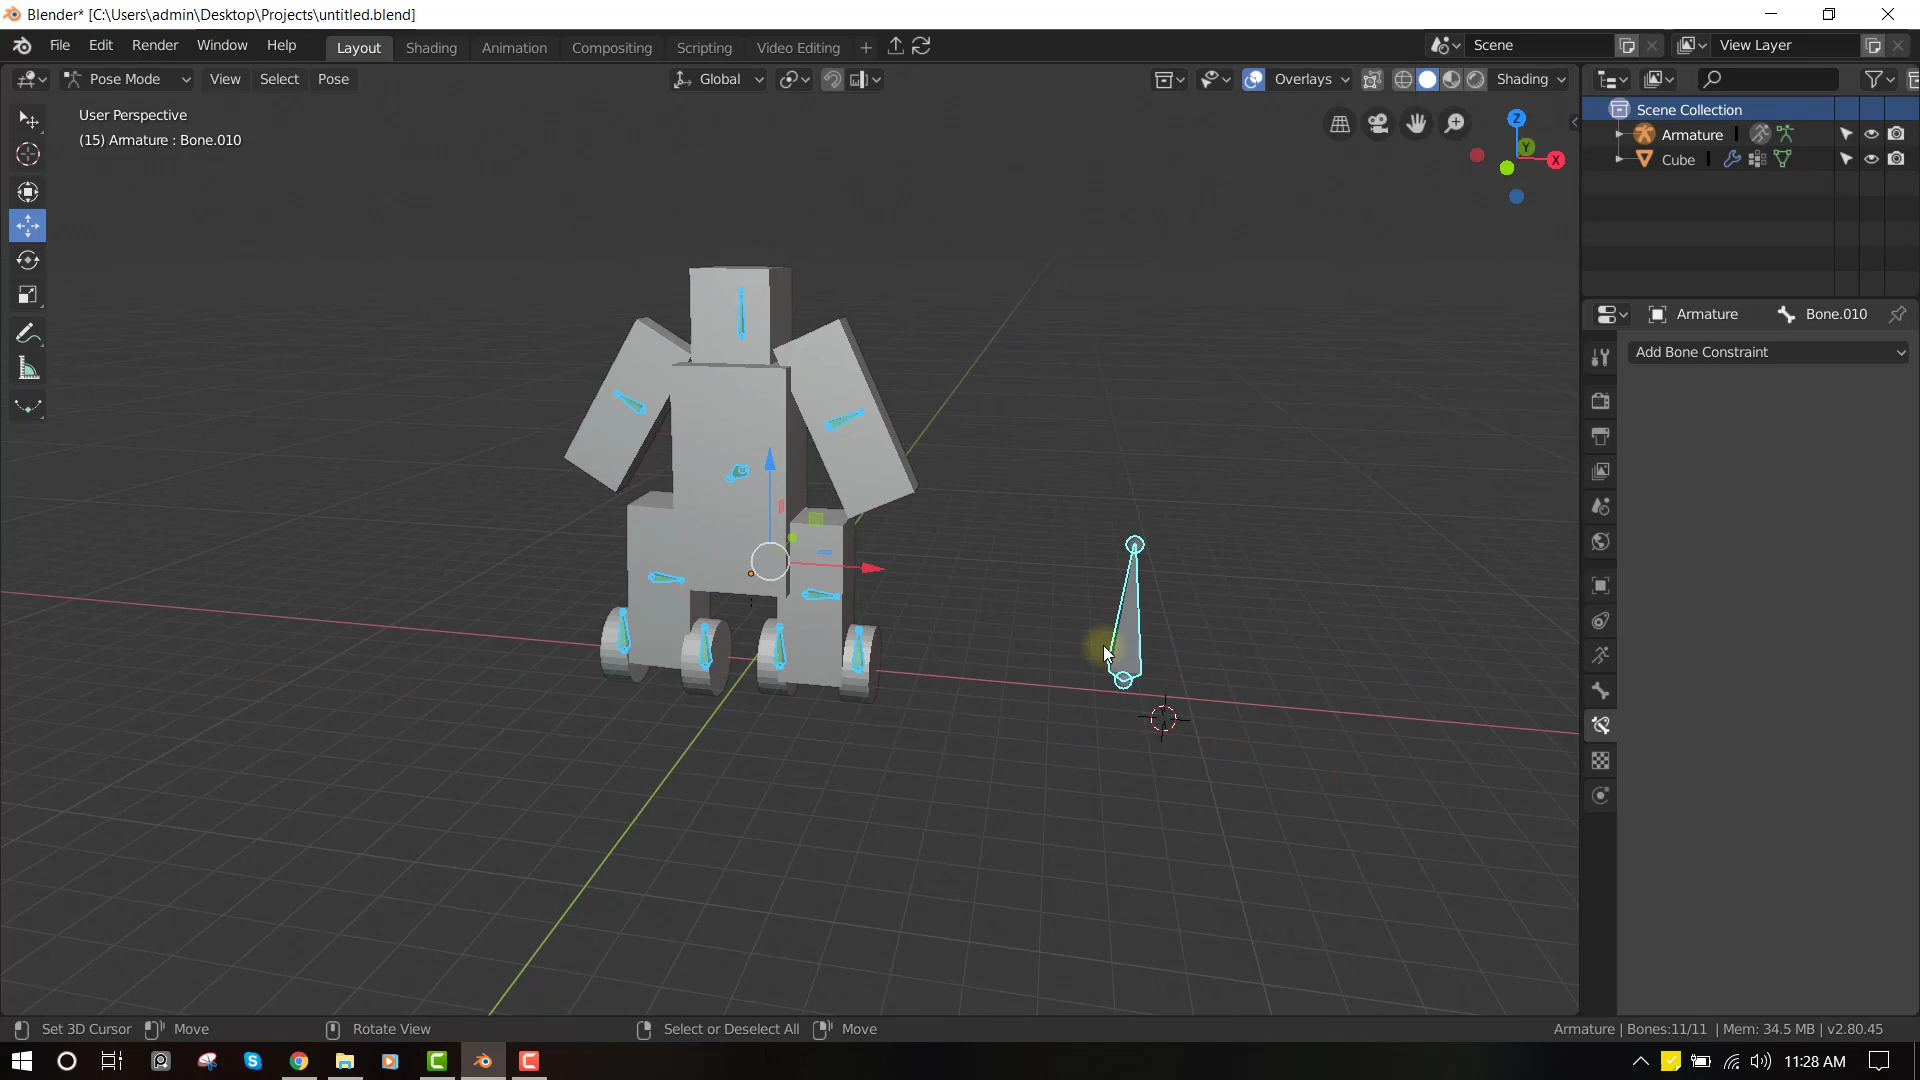 Blender* [C:\Users\admin\Desktop\Projects\untitled.blend]
File Edit Render Window Help Layout Shading Animation Compositing Scripting Video Editing + Scene View Layer
Pose Mode View Select Pose Global Overlays Shading
User Perspective
(15) Armature : Bone.010
Z
Y
X
Scene Collection
Armature
Cube
Armature Bone.010
Add Bone Constraint
Set 3D Cursor Move Rotate View Select or Deselect All Move Armature | Bones:11/11 | Mem: 34.5 MB | v2.80.45
11:28 AM